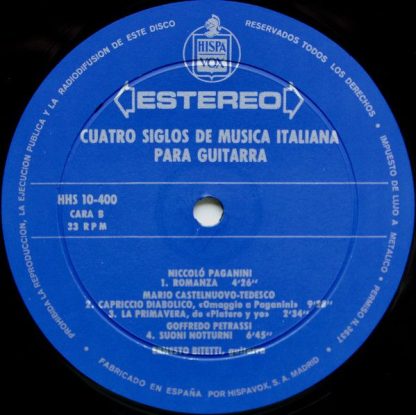 HISPA
VOX
ESTEREO
CUATRO SIGLOS DE MUSICA ITALIANA
PARA GUITARRA
HHS 10-400
CARA B
33 RPM
NICCOLÓ PAGANINI
1. ROMANZA 4'26"
MARIO CASTELNUOVO-TEDESCO
2. CAPRICCIO DIABOLICO, «Omaggio a Paganini» 9'28"
3. LA PRIMAVERA, de «Platero y yo» 2'34"
GOFFREDO PETRASSI
4. SUONI NOTTURNI 6'45"
ERNESTO BITETTI, guitarra
PROHIBIDA LA REPRODUCCION, LA EJECUCION PUBLICA Y LA RADIODIFUSION DE ESTE DISCO
RESERVADOS TODOS LOS DERECHOS - IMPUESTO DE LUJO A METALICO - PERMISO N. 3637
FABRICADO EN ESPAÑA POR HISPAVOX, S. A. MADRID